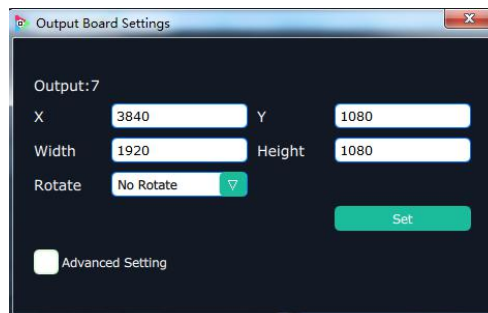 Output Board Settings
Output:7
X 3840 Y 1080
Width 1920 Height 1080
Rotate No Rotate
Set
Advanced Setting